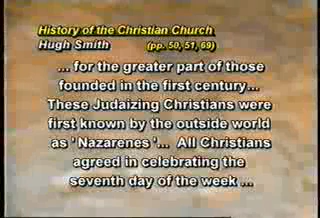 History of the Christian Church
Hugh Smith (pp. 50, 51, 69)
... for the greater part of those
founded in the first century...
These Judaizing Christians were
first known by the outside world
as 'Nazarenes'... All Christians
agreed in celebrating the
seventh day of the week ...